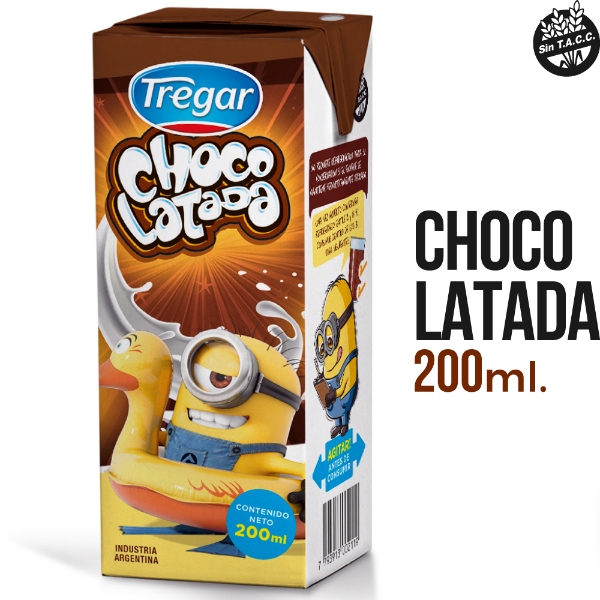 Sin T.A.C.C.
Tregar
CHOCO
LATADA
AGITAR!
ANTES DE
CONSUMIR
CONTENIDO
NETO
200ml
INDUSTRIA
ARGENTINA
CHOCO
LATADA
200ml.